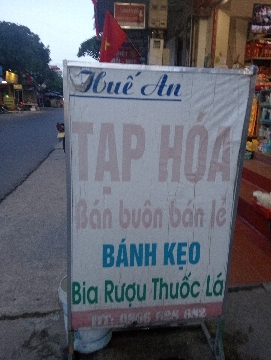 Huế An
TẠP HÓA
Bán buôn bán lẻ
BÁNH KẸO
Bia Rượu Thuốc Lá